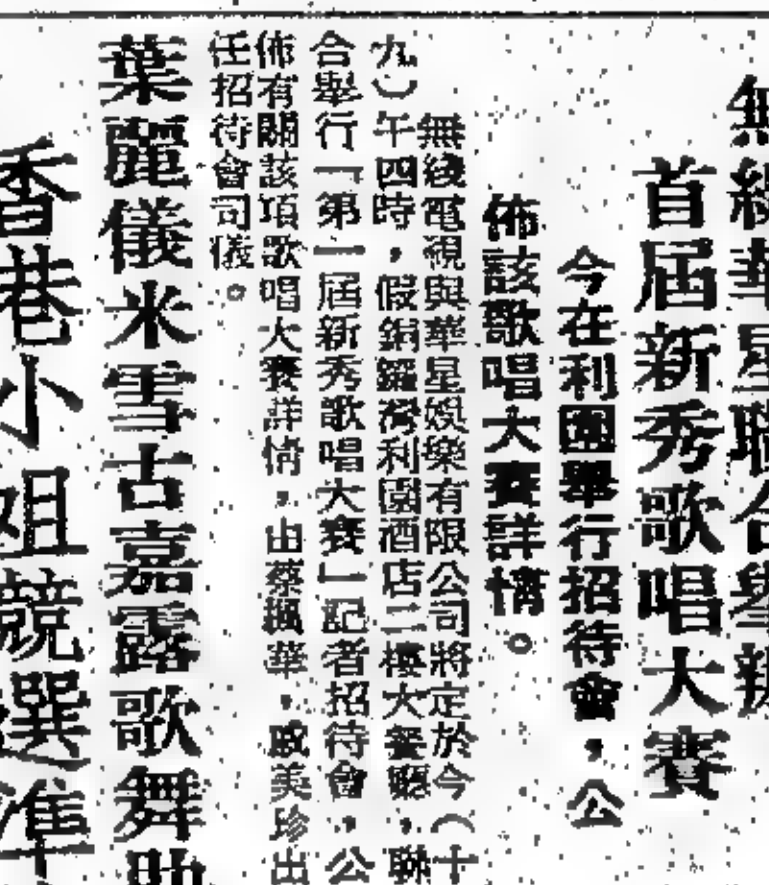 無線華星聯合舉辦
首屆新秀歌唱大賽
今在利園舉行招待會，公
佈該歌唱大賽詳情。
無綫電視與華星娛樂有限公司將定於今（十
九）午四時，假銅鑼灣利園酒店二樓大餐廳，聯
合舉行「第一屆新秀歌唱大賽」記者招待會，公
佈有關該項歌唱大賽詳情，由蔡楓華，戚美珍出
任招待會司儀。
葉麗儀米雪古嘉露歌舞助
香港小姐競選準